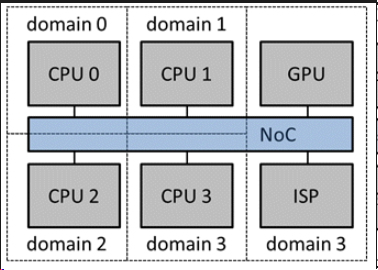 domain 0 domain 1
CPU 0 CPU 1 GPU
NoC
CPU 2 CPU 3 ISP
domain 2 domain 3 domain 3